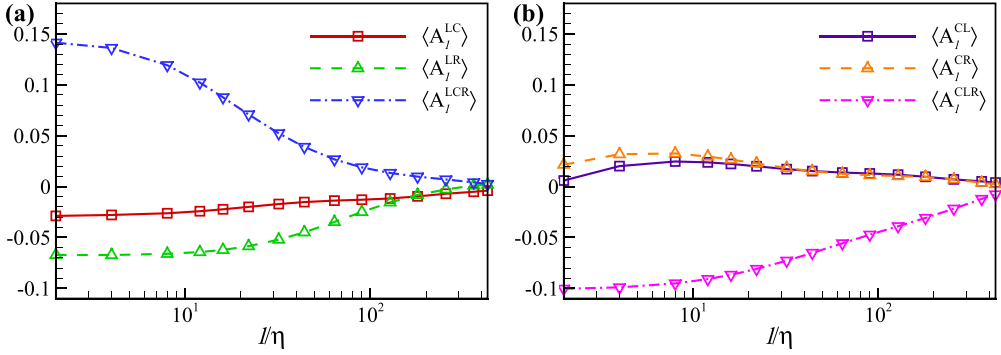 (a)
0.15
0.1
0.05
0
-0.05
-0.1
⟨A_l^LC⟩
⟨A_l^LR⟩
⟨A_l^LCR⟩
10^1
10^2
l/η
(b)
0.15
0.1
0.05
0
-0.05
-0.1
⟨A_l^CL⟩
⟨A_l^CR⟩
⟨A_l^CLR⟩
10^1
10^2
l/η